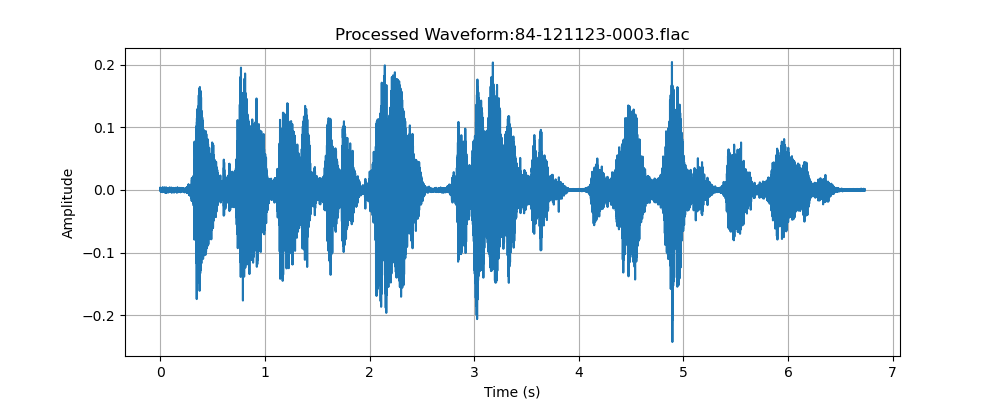 Processed Waveform:84-121123-0003.flac
0.2
0.1
0.0
−0.1
−0.2
Amplitude
0 1 2 3 4 5 6 7
Time (s)